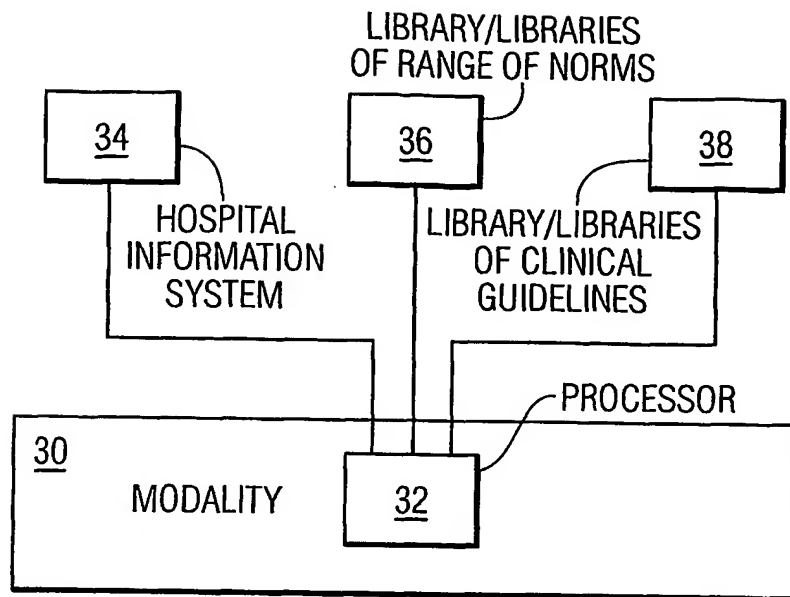 LIBRARY/LIBRARIES
OF RANGE OF NORMS
34
36
38
HOSPITAL
INFORMATION
SYSTEM
LIBRARY/LIBRARIES
OF CLINICAL
GUIDELINES
PROCESSOR
30
MODALITY
32